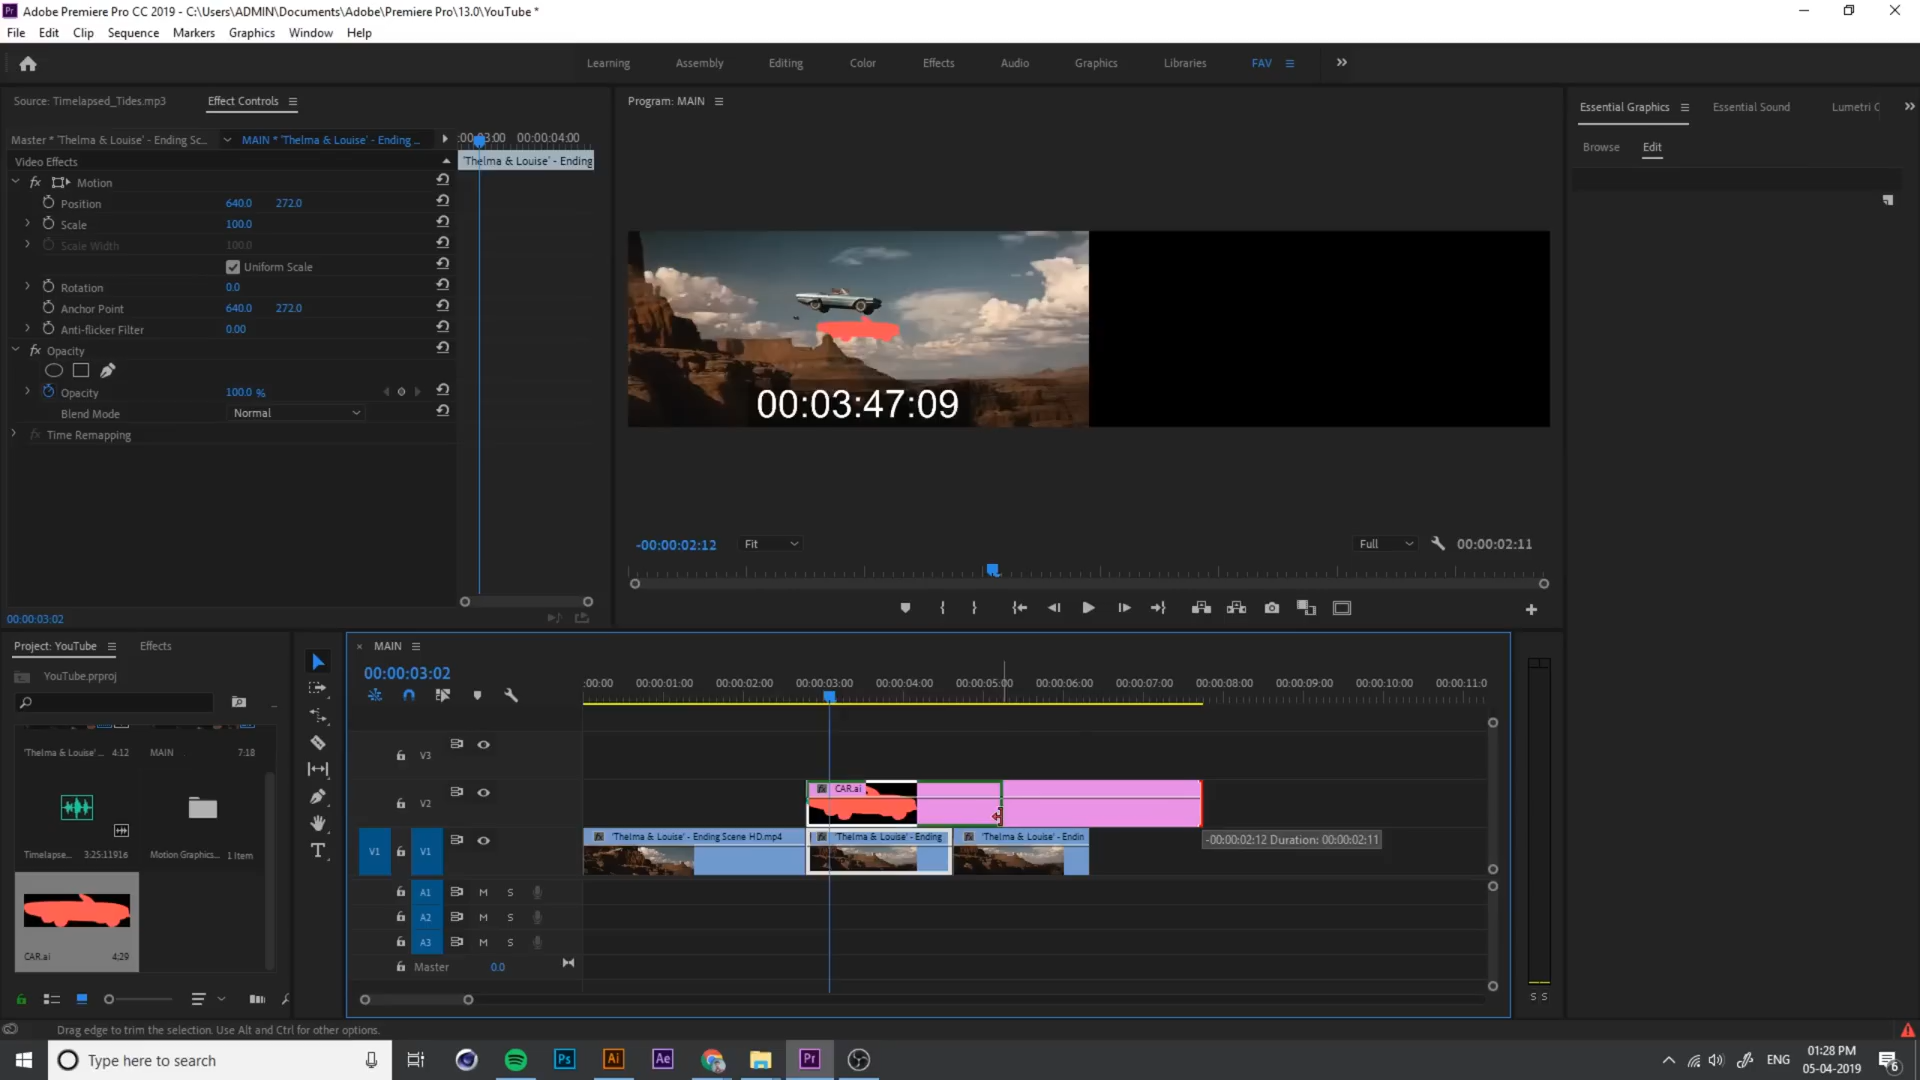 Adobe Premiere Pro CC 2019 - C:\Users\ADMIN\Documents\Adobe\Premiere Pro\13.0\YouTube *
File Edit Clip Sequence Markers Graphics Window Help
Learning Assembly Editing Color Effects Audio Graphics Libraries FAV
Source: Timelapsed_Tides.mp3 Effect Controls
Program: MAIN
Essential Graphics Essential Sound Lumetri C
Browse Edit
Master * 'Thelma & Louise' - Ending Sc... MAIN * 'Thelma & Louise' - Ending ... :00:03:00 00:00:04:00
Video Effects 'Thelma & Louise' - Ending
fx Motion
Position 640.0 272.0
Scale 100.0
Scale Width 100.0
Uniform Scale
Rotation 0.0
Anchor Point 640.0 272.0
Anti-flicker Filter 0.00
fx Opacity
Opacity 100.0 %
Blend Mode Normal
fx Time Remapping
00:00:03:02
00:03:47:09
-00:00:02:12 Fit Full 00:00:02:11
Project: YouTube Effects
YouTube.prproj
'Thelma & Louise' ... 4:12 MAIN 7:18
Timelapse... 3:25:11916 Motion Graphics... 1 Item
CAR.ai 4;29
MAIN
00:00:03:02
:00:00 00:00:01:00 00:00:02:00 00:00:03:00 00:00:04:00 00:00:05:00 00:00:06:00 00:00:07:00 00:00:08:00 00:00:09:00 00:00:10:00 00:00:11:0
V3
V2 CAR.ai
V1 V1 'Thelma & Louise' - Ending Scene HD.mp4 'Thelma & Louise' - Ending 'Thelma & Louise' - Endin
-00:00:02:12 Duration: 00:00:02:11
A1 M S
A2 M S
A3 M S
Master 0.0
S S
Drag edge to trim the selection. Use Alt and Ctrl for other options.
Type here to search
Ps Ai Ae Pr
ENG
01:28 PM
05-04-2019
6